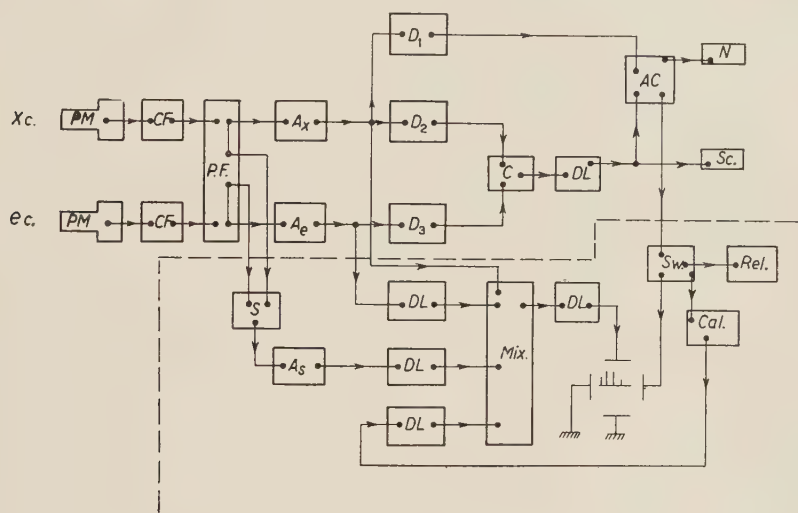 D1
N
AC
xc.
PM
CF
P.F.
Ax
D2
C
DL
Sc.
ec.
PM
CF
Ae
D3
Sw.
Rel.
S
DL
Mix.
DL
Cal.
As
DL
DL